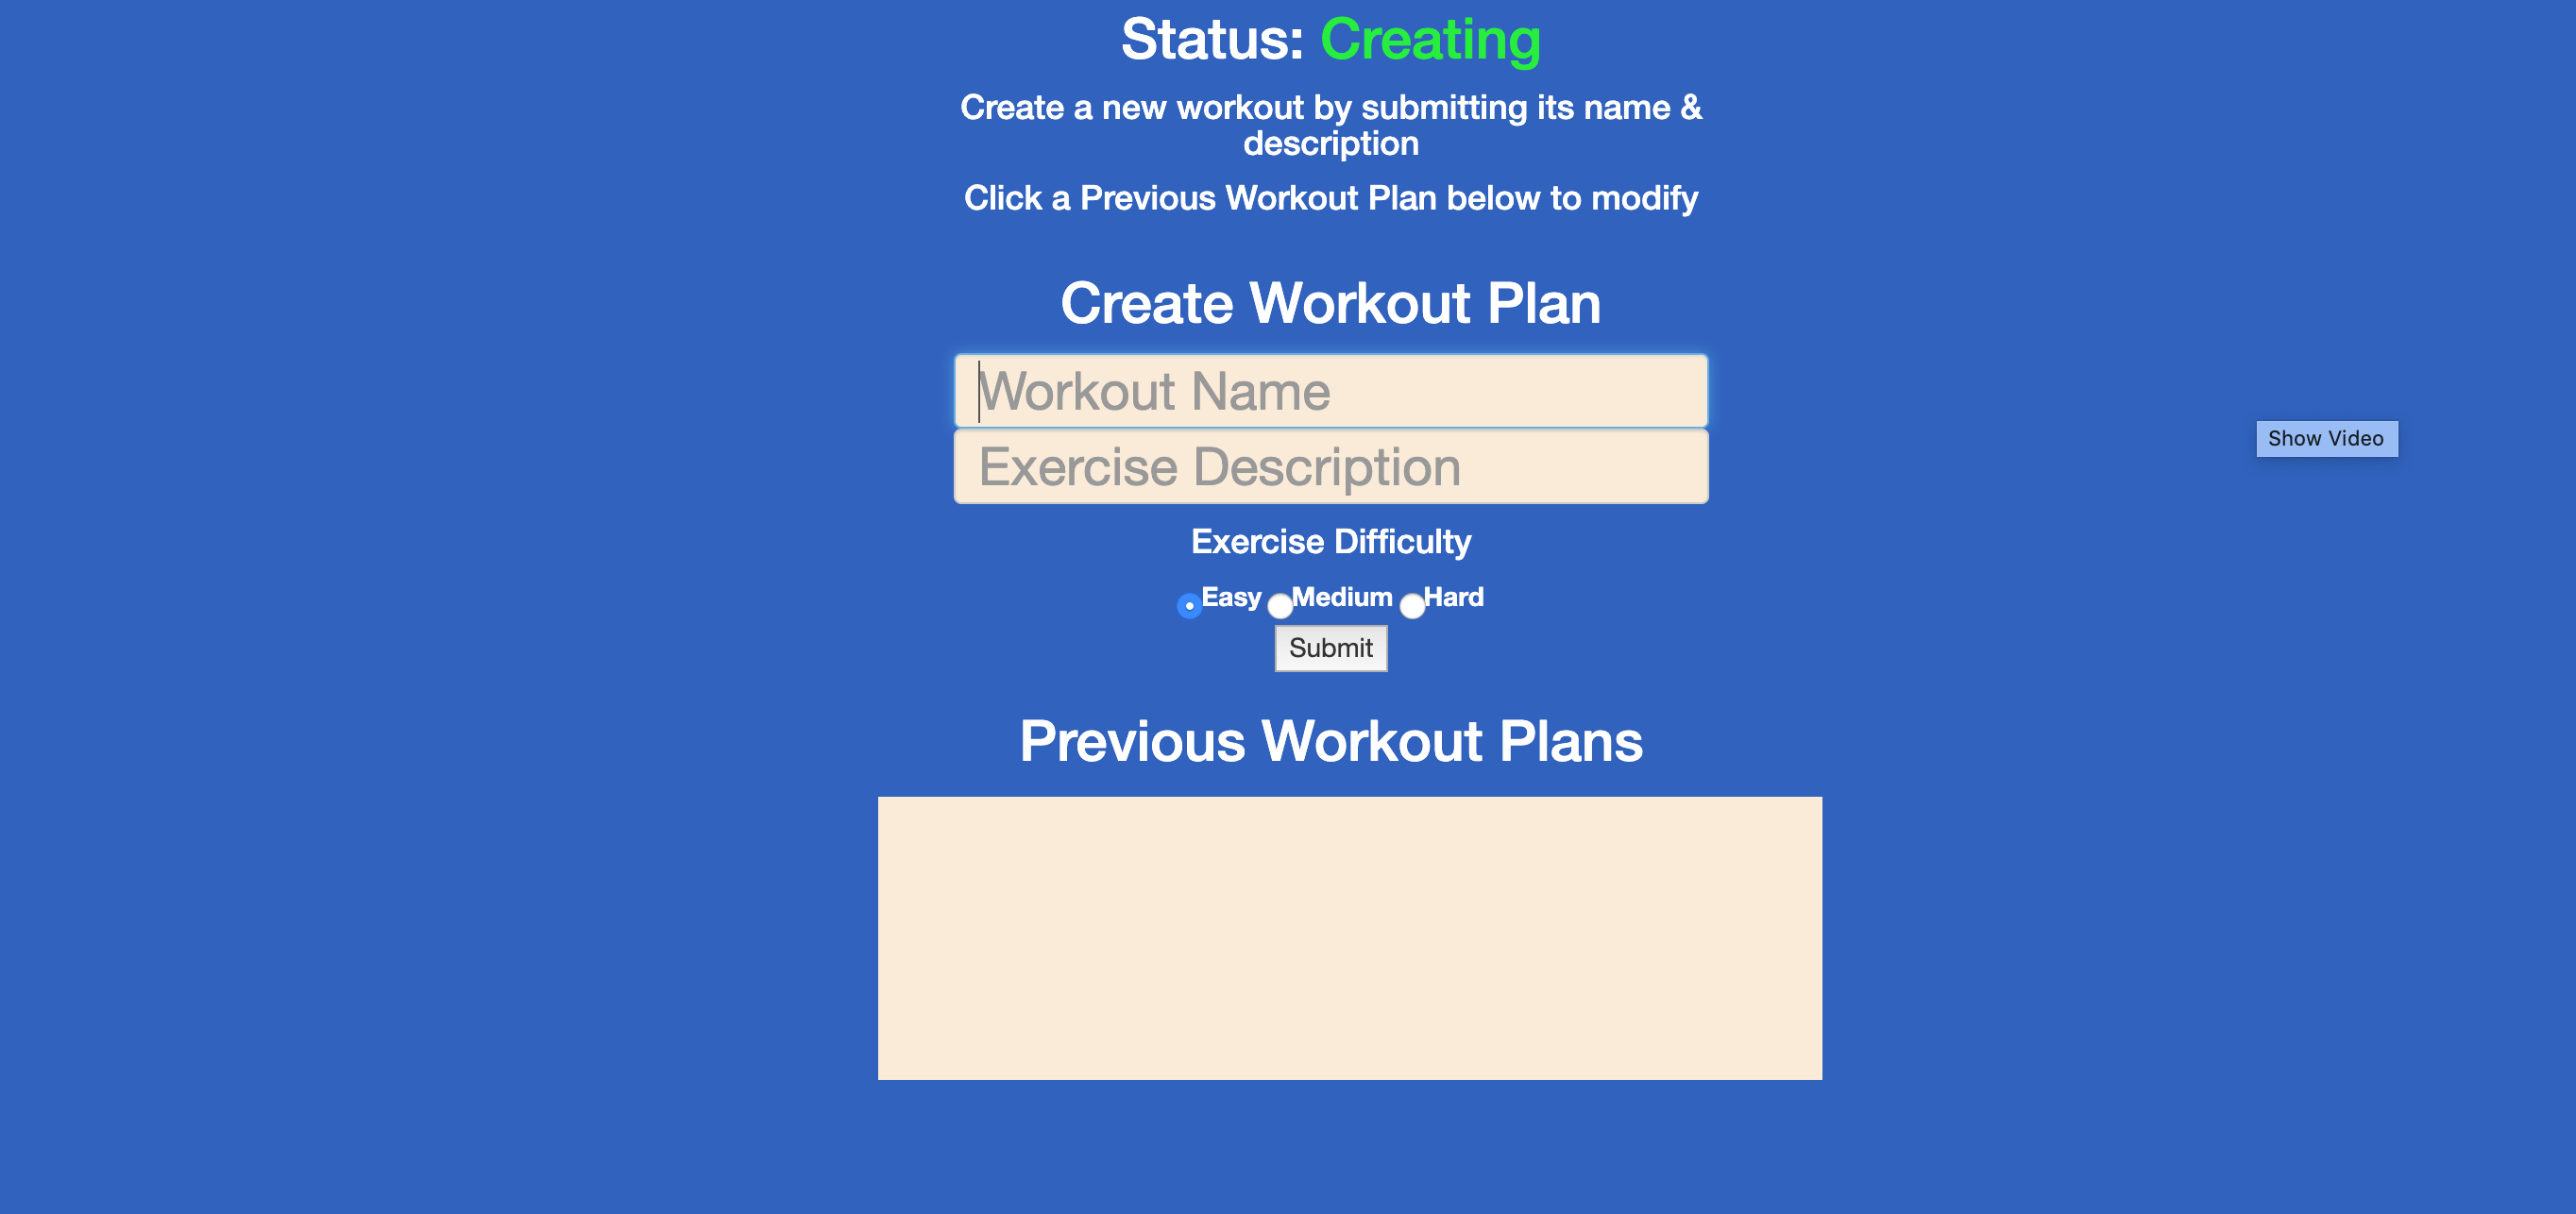 Status: Creating
Create a new workout by submitting its name &
description
Click a Previous Workout Plan below to modify
Create Workout Plan
Workout Name
Show Video
Exercise Description
Exercise Difficulty
Easy Medium Hard
Submit
Previous Workout Plans